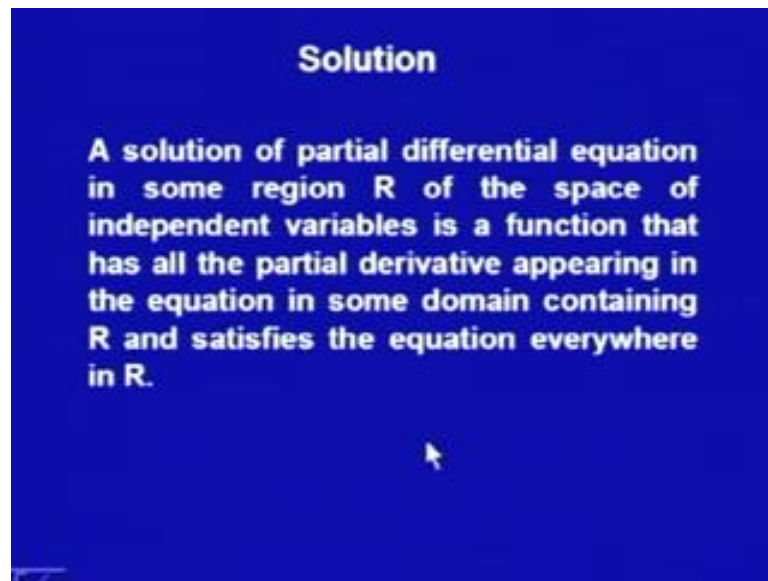 Solution
A solution of partial differential equation
in some region R of the space of
independent variables is a function that
has all the partial derivative appearing in
the equation in some domain containing
R and satisfies the equation everywhere
in R.